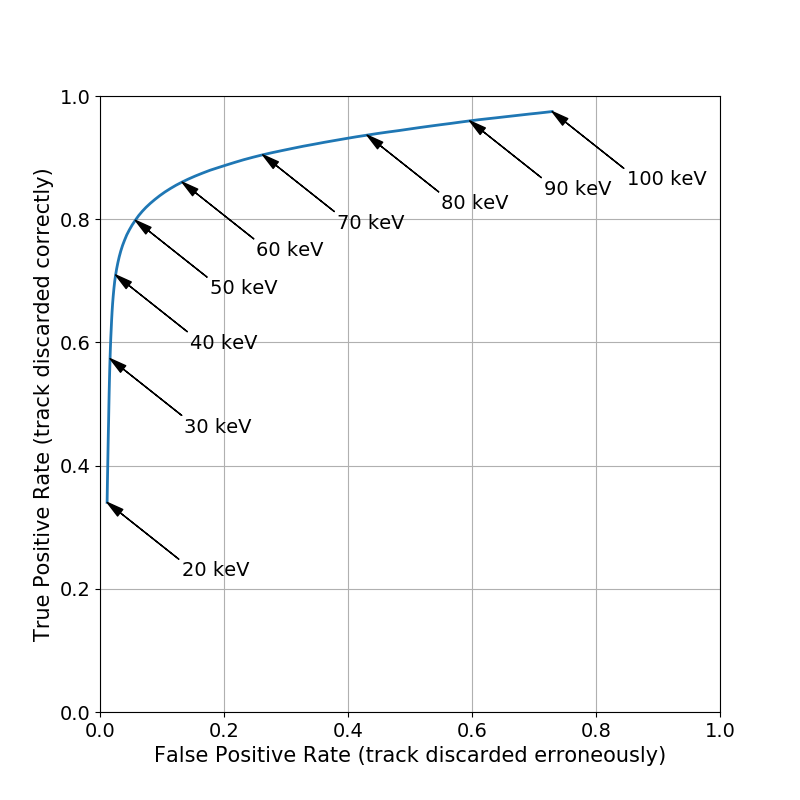 1.0
100 keV
90 keV
80 keV
70 keV
0.8
60 keV
50 keV
0.6
40 keV
30 keV
0.4
20 keV
0.2
0.0
0.0 0.2 0.4 0.6 0.8 1.0
False Positive Rate (track discarded erroneously)
True Positive Rate (track discarded correctly)